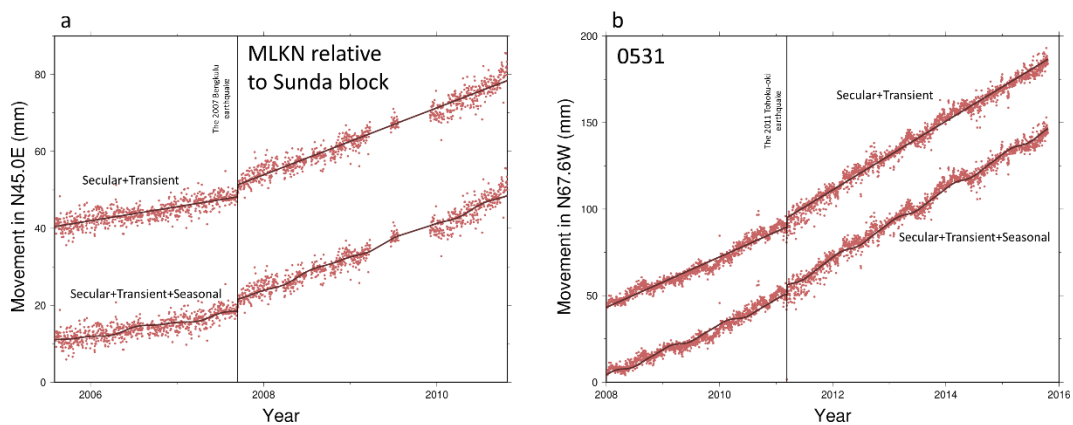 a
MLKN relative
to Sunda block
The 2007 Bengkulu
earthquake
Secular+Transient
Secular+Transient+Seasonal
Movement in N45.0E (mm)
80
60
40
20
0
2006
2008
2010
Year
b
0531
The 2011 Tohoku-oki
earthquake
Secular+Transient
Secular+Transient+Seasonal
Movement in N67.6W (mm)
200
150
100
50
0
2008
2010
2012
2014
2016
Year